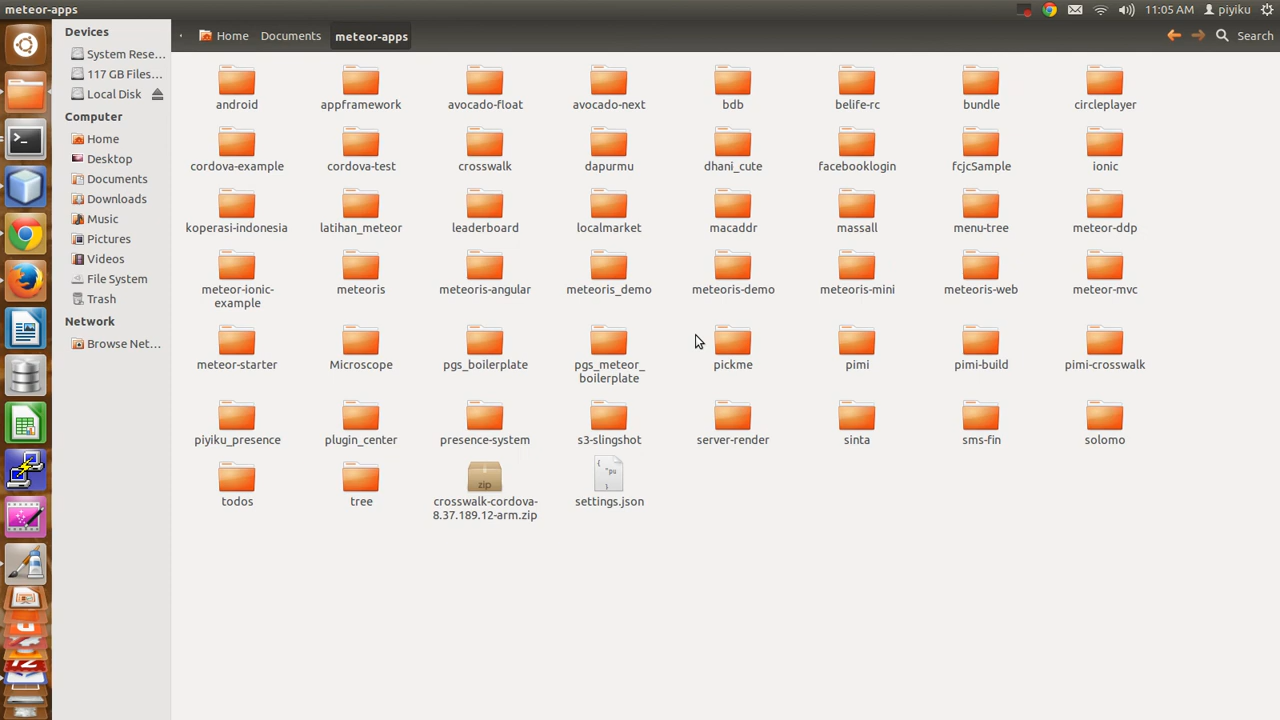 meteor-apps
11:05 AM
piyiku
Devices
System Rese...
117 GB Files...
Local Disk
Computer
Home
Desktop
Documents
Downloads
Music
Pictures
Videos
File System
Trash
Network
Browse Net...
Home
Documents
meteor-apps
Search
android
appframework
avocado-float
avocado-next
bdb
belife-rc
bundle
circleplayer
cordova-example
cordova-test
crosswalk
dapurmu
dhani_cute
facebooklogin
fcjcSample
ionic
koperasi-indonesia
latihan_meteor
leaderboard
localmarket
macaddr
massall
menu-tree
meteor-ddp
meteor-ionic-
example
meteoris
meteoris-angular
meteoris_demo
meteoris-demo
meteoris-mini
meteoris-web
meteor-mvc
meteor-starter
Microscope
pgs_boilerplate
pgs_meteor_
boilerplate
pickme
pimi
pimi-build
pimi-crosswalk
piyiku_presence
plugin_center
presence-system
s3-slingshot
server-render
sinta
sms-fin
solomo
todos
tree
zip
crosswalk-cordova-
8.37.189.12-arm.zip
{
"pu
}
settings.json